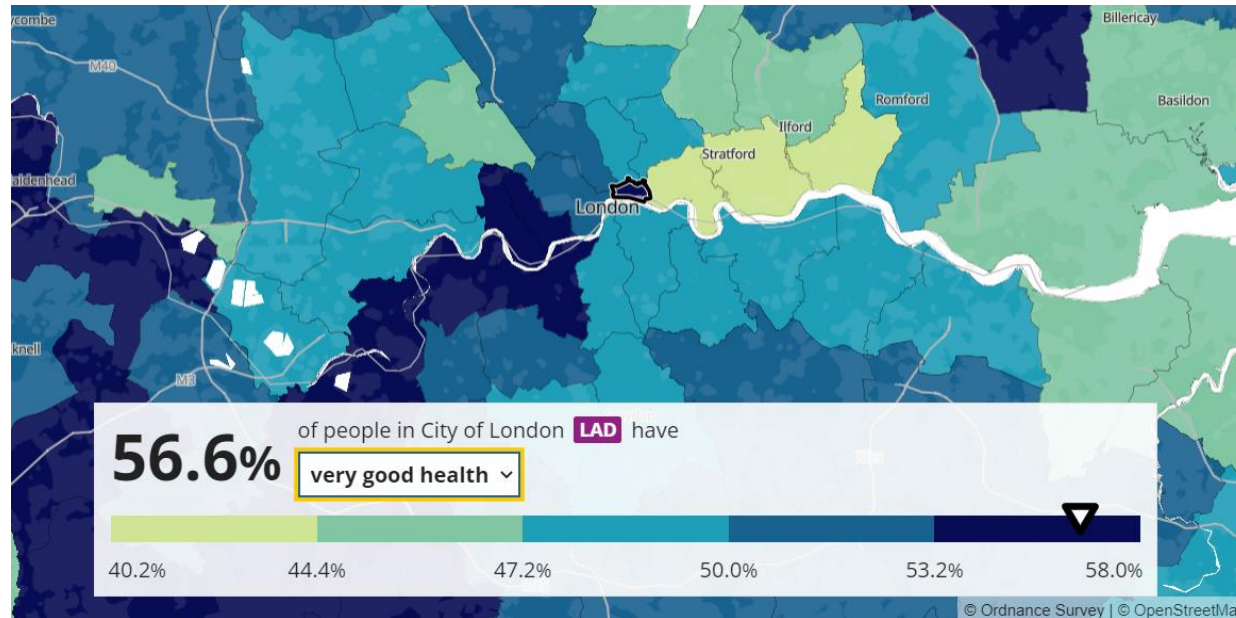 ycombe
Billericay
M40
Romford
Basildon
Ilford
Stratford
aidenhead
London
knell
M3
56.6%
of people in City of London LAD have
very good health
40.2%
44.4%
47.2%
50.0%
53.2%
58.0%
© Ordnance Survey | © OpenStreetMa